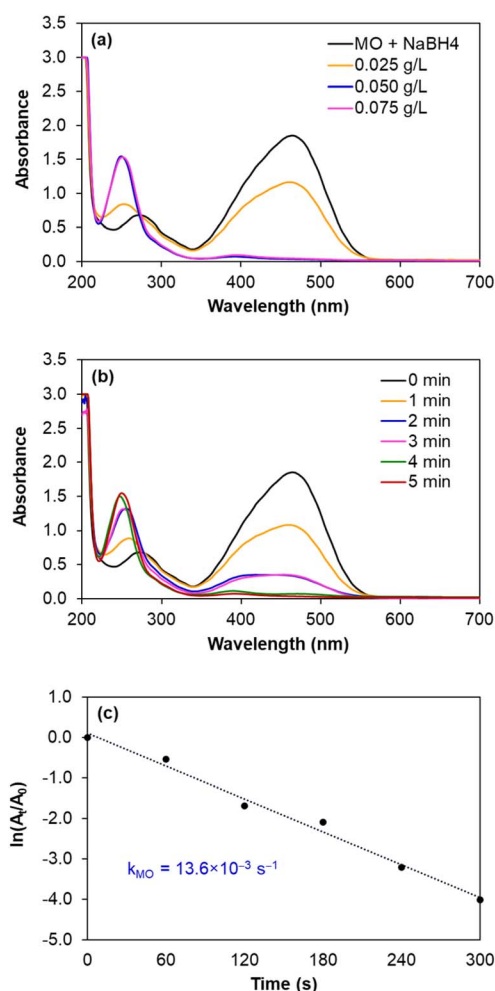 (a)
MO + NaBH4
0.025 g/L
0.050 g/L
0.075 g/L
3.5
3.0
2.5
2.0
1.5
1.0
0.5
0.0
Absorbance
200 300 400 500 600 700
Wavelength (nm)
(b)
0 min
1 min
2 min
3 min
4 min
5 min
3.5
3.0
2.5
2.0
1.5
1.0
0.5
0.0
Absorbance
200 300 400 500 600 700
Wavelength (nm)
(c)
1.0
0.0
-1.0
-2.0
-3.0
-4.0
-5.0
ln(Aₜ/A₀)
k_MO = 13.6×10⁻³ s⁻¹
0 60 120 180 240 300
Time (s)